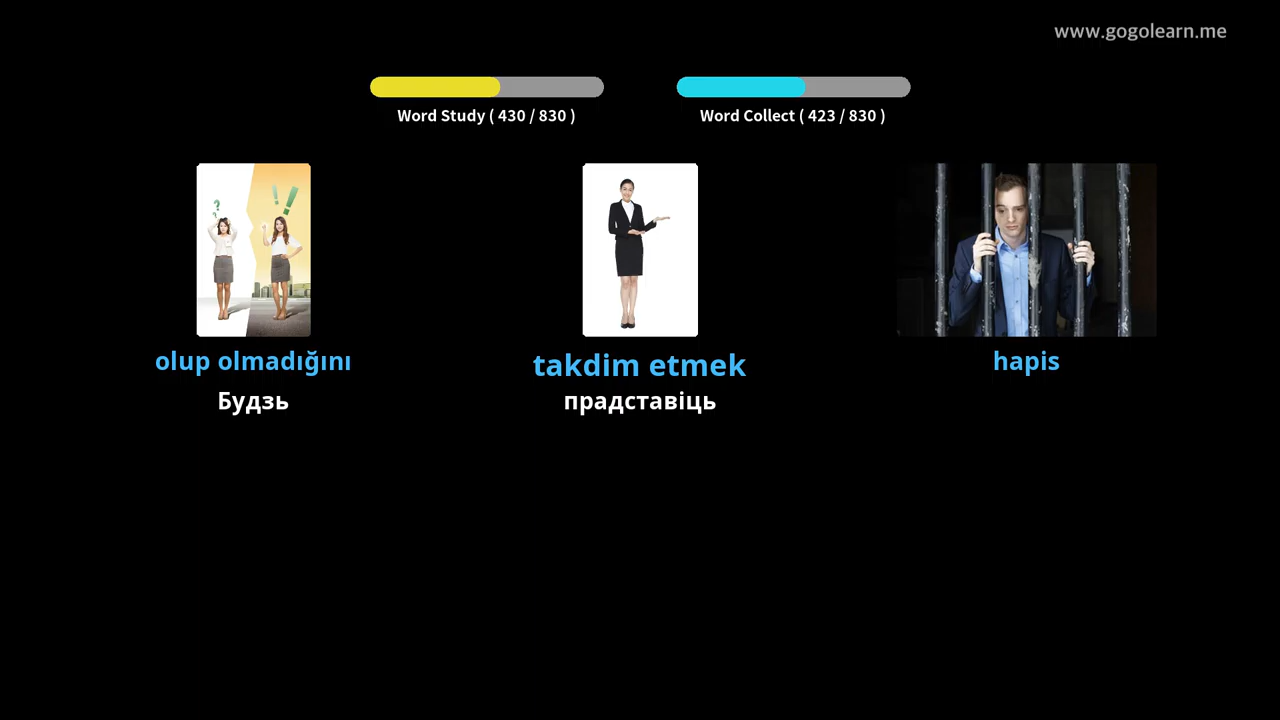 www.gogolearn.me
Word Study ( 430 / 830 )
Word Collect ( 423 / 830 )
olup olmadığını
takdim etmek
hapis
Будзь
прадставіць